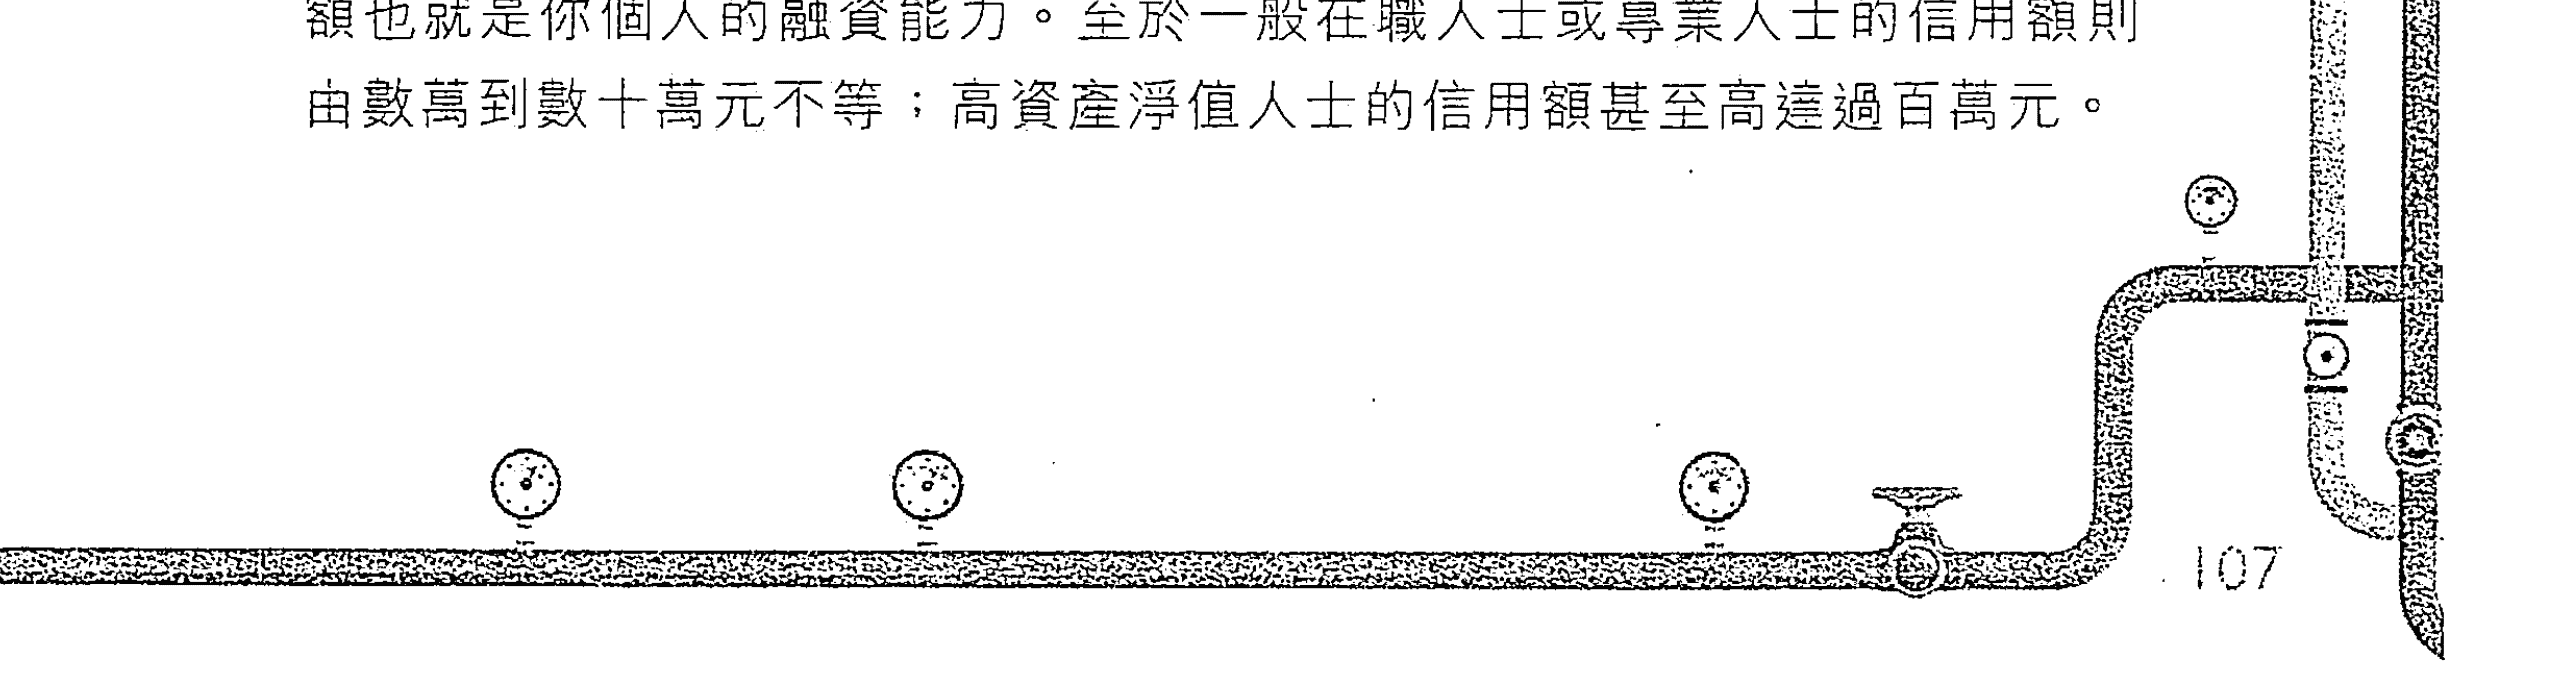 額也就是你個人的融資能力。至於一般在職人士或專業人士的信用額則
由數萬到數十萬元不等；高資產淨值人士的信用額甚至高達過百萬元。
107